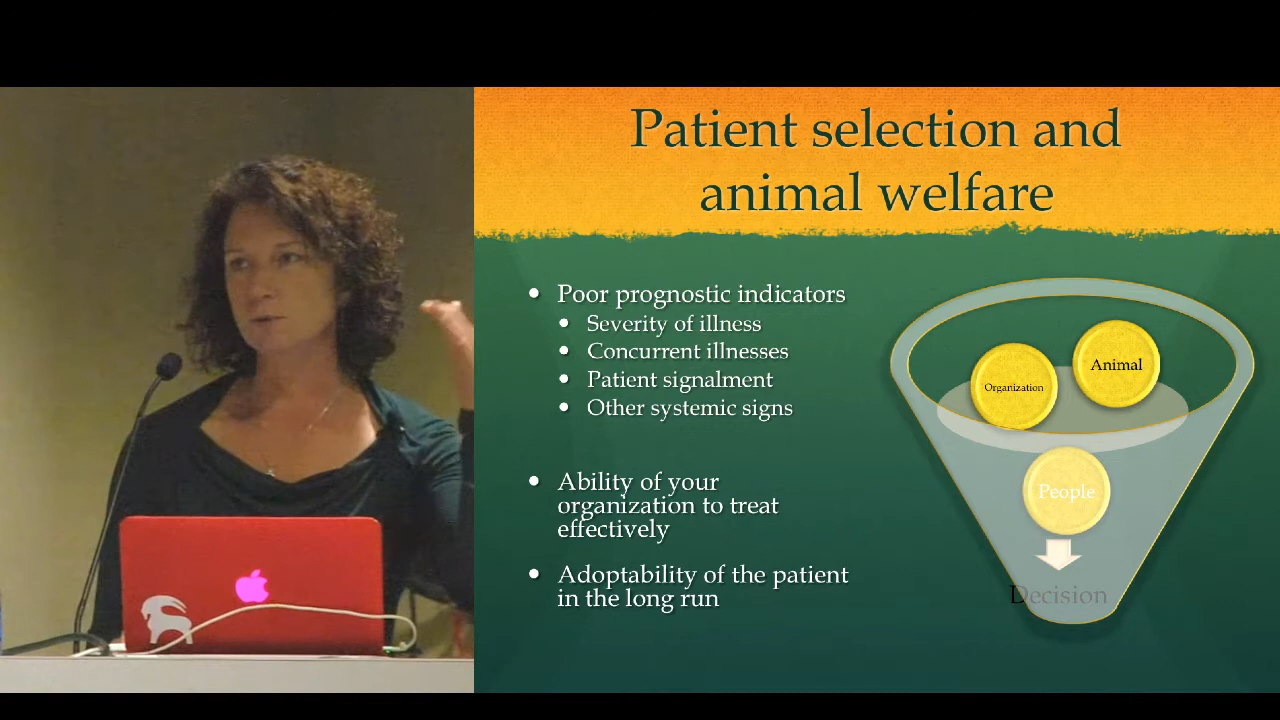 Patient selection and
animal welfare
Poor prognostic indicators
Severity of illness
Concurrent illnesses
Patient signalment
Other systemic signs
Ability of your
organization to treat
effectively
Adoptability of the patient
in the long run
Organization
Animal
People
Decision